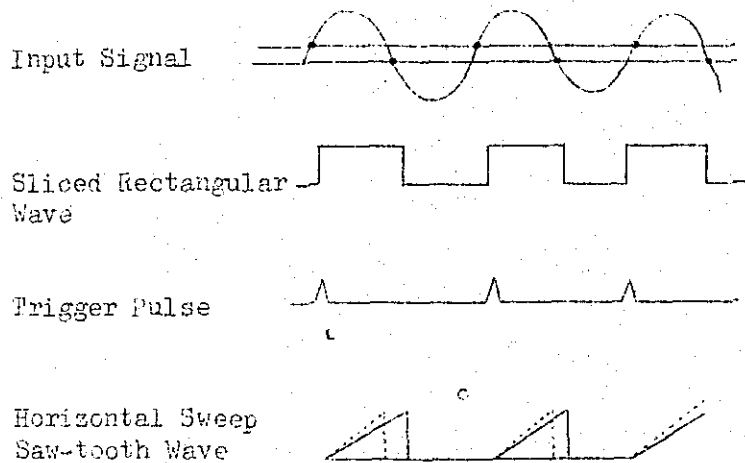 Input Signal
Sliced Rectangular
Wave
Trigger Pulse
Horizontal Sweep
Saw-tooth Wave